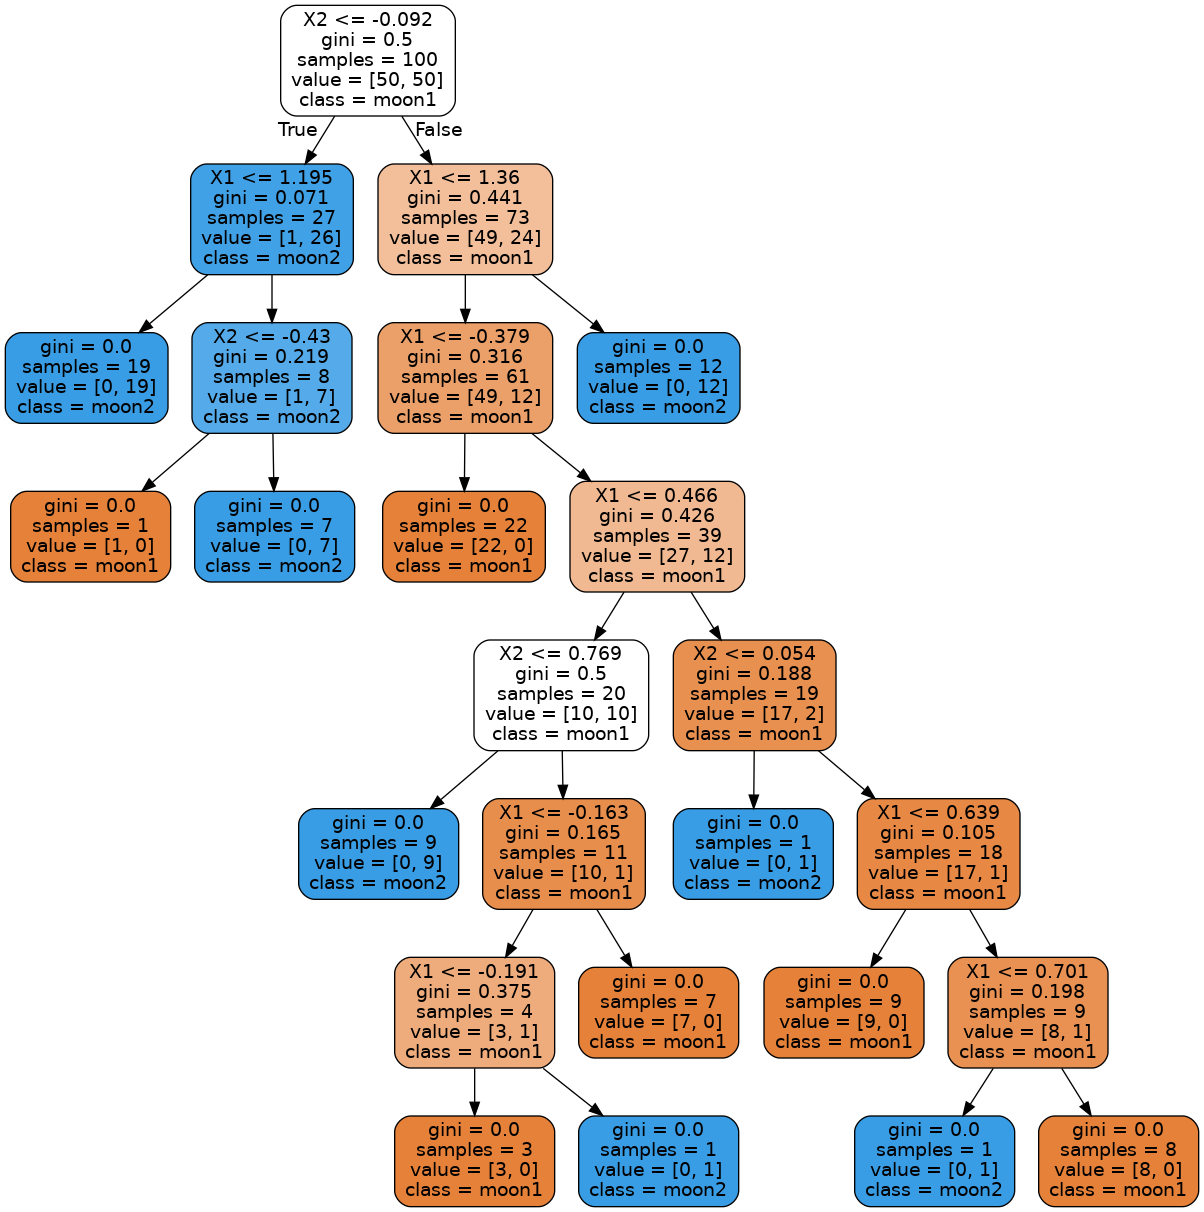 X2 <= -0.092
gini = 0.5
samples = 100
value = [50, 50]
class = moon1
True
False
X1 <= 1.195
gini = 0.071
samples = 27
value = [1, 26]
class = moon2
X1 <= 1.36
gini = 0.441
samples = 73
value = [49, 24]
class = moon1
gini = 0.0
samples = 19
value = [0, 19]
class = moon2
X2 <= -0.43
gini = 0.219
samples = 8
value = [1, 7]
class = moon2
X1 <= -0.379
gini = 0.316
samples = 61
value = [49, 12]
class = moon1
gini = 0.0
samples = 12
value = [0, 12]
class = moon2
gini = 0.0
samples = 1
value = [1, 0]
class = moon1
gini = 0.0
samples = 7
value = [0, 7]
class = moon2
gini = 0.0
samples = 22
value = [22, 0]
class = moon1
X1 <= 0.466
gini = 0.426
samples = 39
value = [27, 12]
class = moon1
X2 <= 0.769
gini = 0.5
samples = 20
value = [10, 10]
class = moon1
X2 <= 0.054
gini = 0.188
samples = 19
value = [17, 2]
class = moon1
gini = 0.0
samples = 9
value = [0, 9]
class = moon2
X1 <= -0.163
gini = 0.165
samples = 11
value = [10, 1]
class = moon1
gini = 0.0
samples = 1
value = [0, 1]
class = moon2
X1 <= 0.639
gini = 0.105
samples = 18
value = [17, 1]
class = moon1
X1 <= -0.191
gini = 0.375
samples = 4
value = [3, 1]
class = moon1
gini = 0.0
samples = 7
value = [7, 0]
class = moon1
gini = 0.0
samples = 9
value = [9, 0]
class = moon1
X1 <= 0.701
gini = 0.198
samples = 9
value = [8, 1]
class = moon1
gini = 0.0
samples = 3
value = [3, 0]
class = moon1
gini = 0.0
samples = 1
value = [0, 1]
class = moon2
gini = 0.0
samples = 1
value = [0, 1]
class = moon2
gini = 0.0
samples = 8
value = [8, 0]
class = moon1